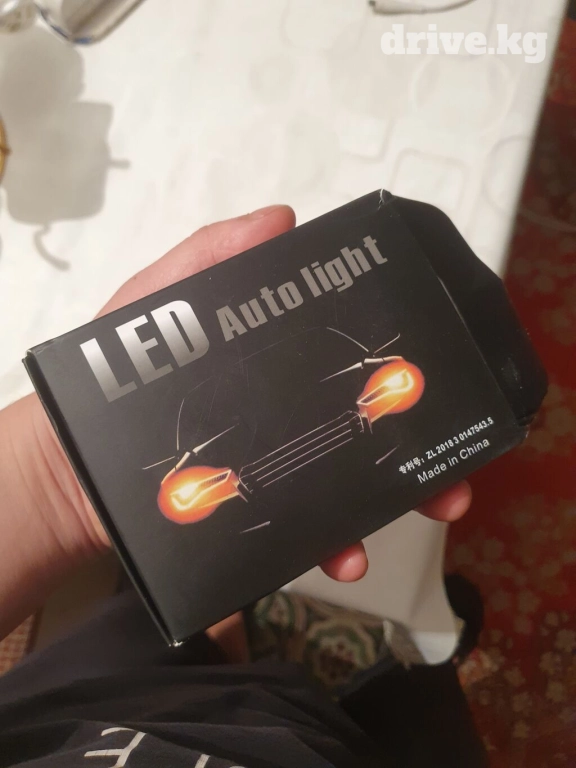 drive.kg
LED Auto light
专利号: ZL 2018 3 0147543.5
Made in China